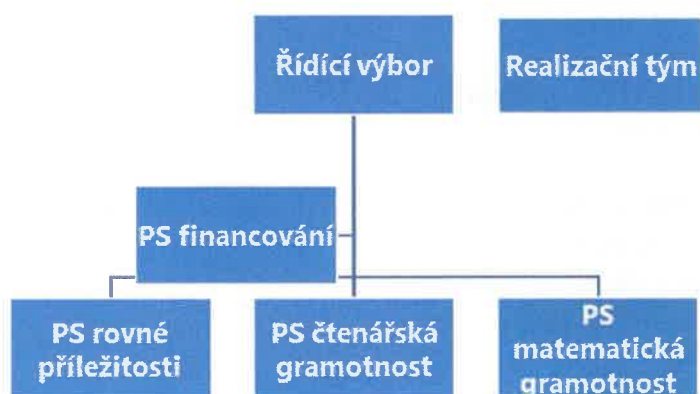 Řídící výbor
Realizační tým
PS financování
PS rovné
příležitosti
PS čtenářská
gramotnost
PS
matematická
gramotnost